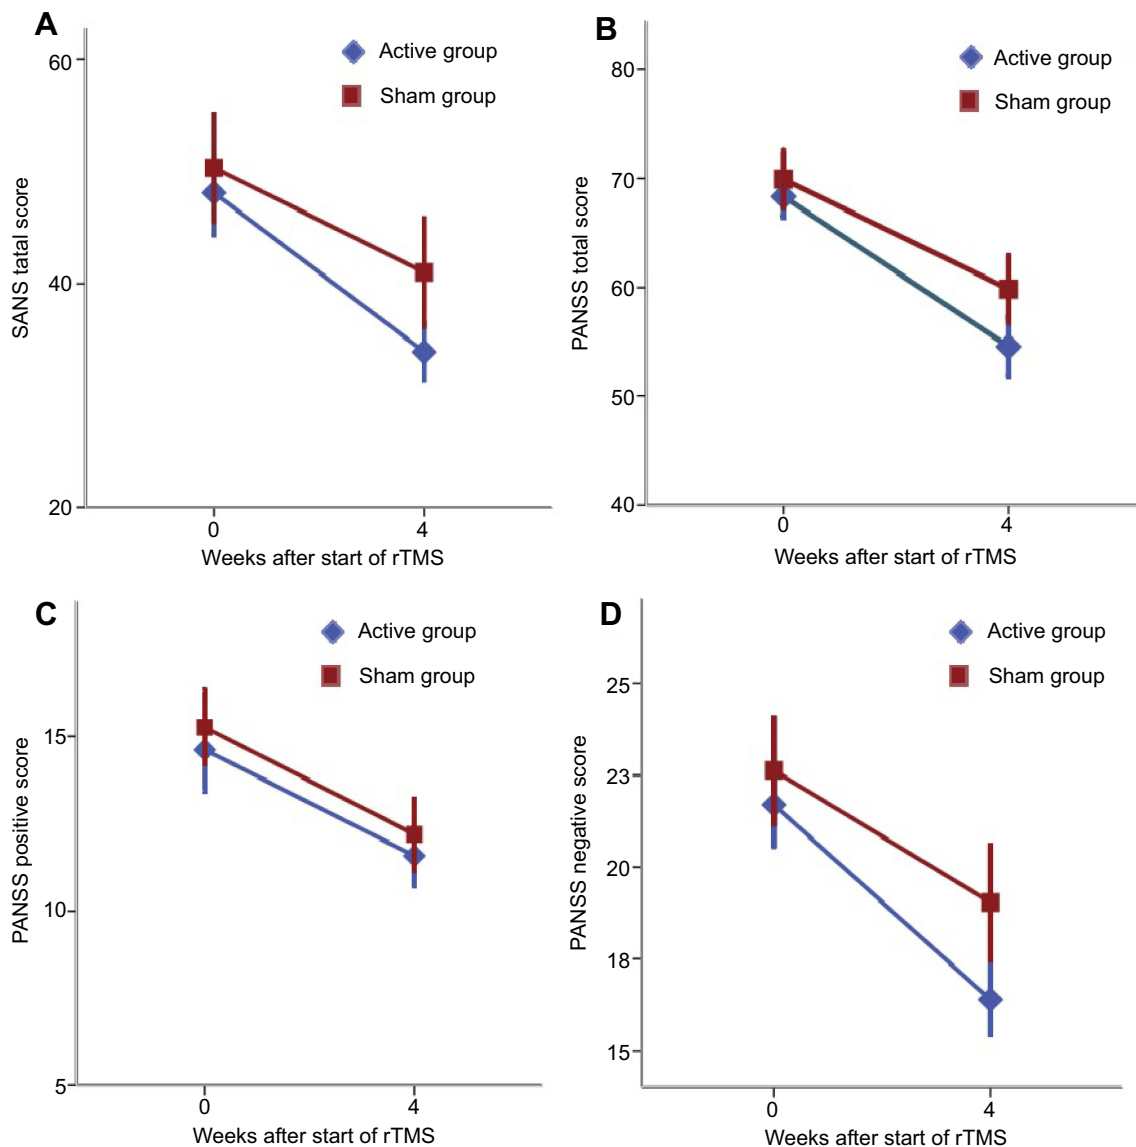 A
60
40
20
SANS tatal score
Active group
Sham group
0
4
Weeks after start of rTMS
B
80
70
60
50
40
PANSS total score
Active group
Sham group
0
4
Weeks after start of rTMS
C
15
10
5
PANSS positive score
Active group
Sham group
0
4
Weeks after start of rTMS
D
25
23
20
18
15
PANSS negative score
Active group
Sham group
0
4
Weeks after start of rTMS